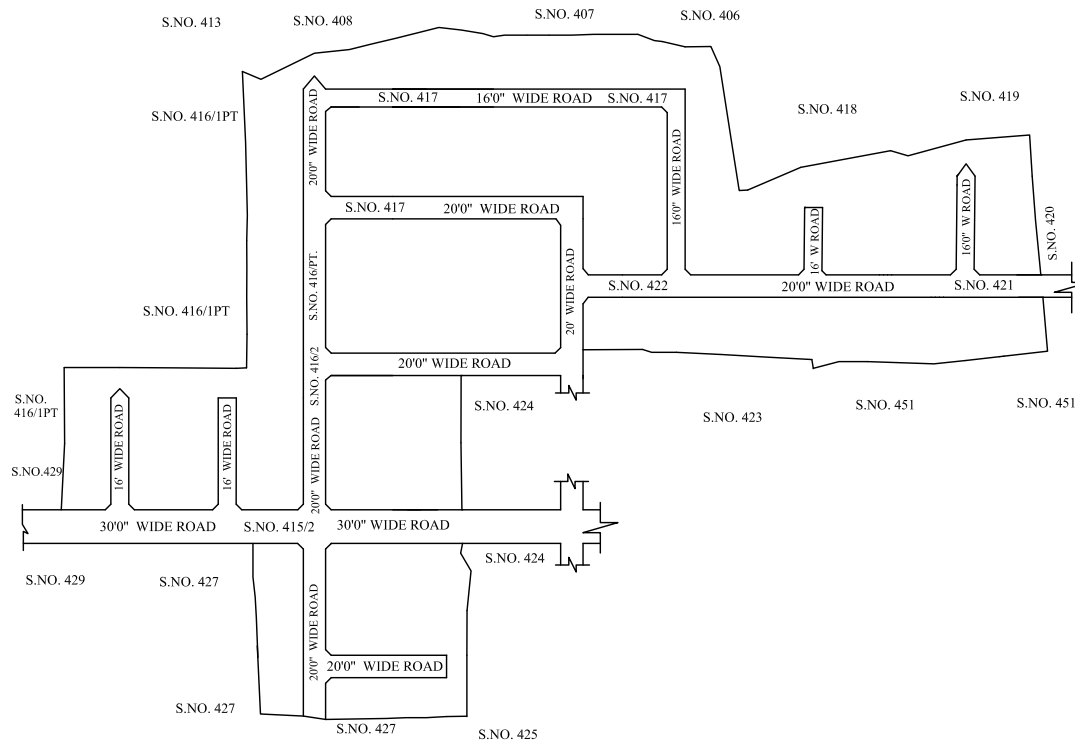 S.NO. 413
S.NO. 408
S.NO. 407
S.NO. 406
S.NO. 417
16'0" WIDE ROAD
S.NO. 417
S.NO. 419
S.NO. 418
S.NO. 416/1PT
20'0" WIDE ROAD
16'0" WIDE ROAD
S.NO. 417
20'0" WIDE ROAD
16' W ROAD
16'0" W ROAD
S.NO. 420
S.NO. 416/PT.
20' WIDE ROAD
S.NO. 422
20'0" WIDE ROAD
S.NO. 421
S.NO. 416/1PT
S.NO. 416/2
20'0" WIDE ROAD
S.NO.
416/1PT
S.NO. 424
S.NO. 423
S.NO. 451
S.NO. 451
16' WIDE ROAD
16' WIDE ROAD
20'0" WIDE ROAD
S.NO.429
30'0" WIDE ROAD
S.NO. 415/2
30'0" WIDE ROAD
S.NO. 424
S.NO. 429
S.NO. 427
20'0" WIDE ROAD
20'0" WIDE ROAD
S.NO. 427
S.NO. 427
S.NO. 425